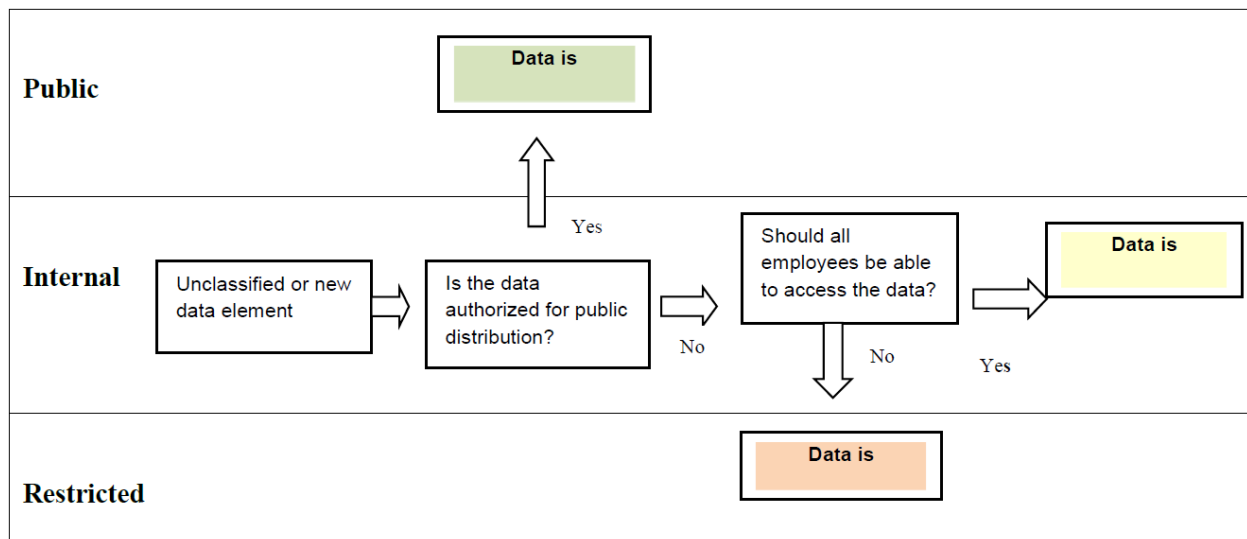 Public
Data is
Yes
Internal
Unclassified or new
data element
Is the data
authorized for public
distribution?
No
Should all
employees be able
to access the data?
No
Yes
Data is
Restricted
Data is